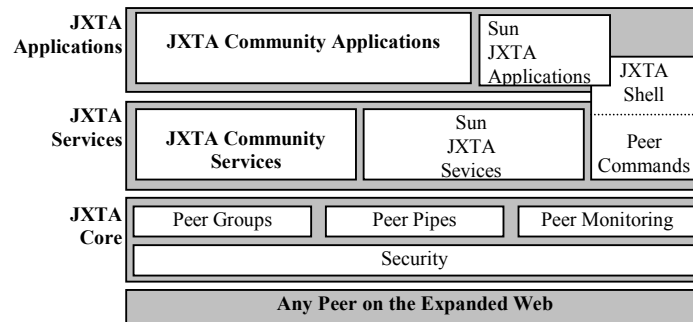 JXTA
Applications
JXTA Community Applications
Sun
JXTA
Applications
JXTA
Shell
Peer
Commands
JXTA
Services
JXTA Community
Services
Sun
JXTA
Sevices
JXTA
Core
Peer Groups
Peer Pipes
Peer Monitoring
Security
Any Peer on the Expanded Web